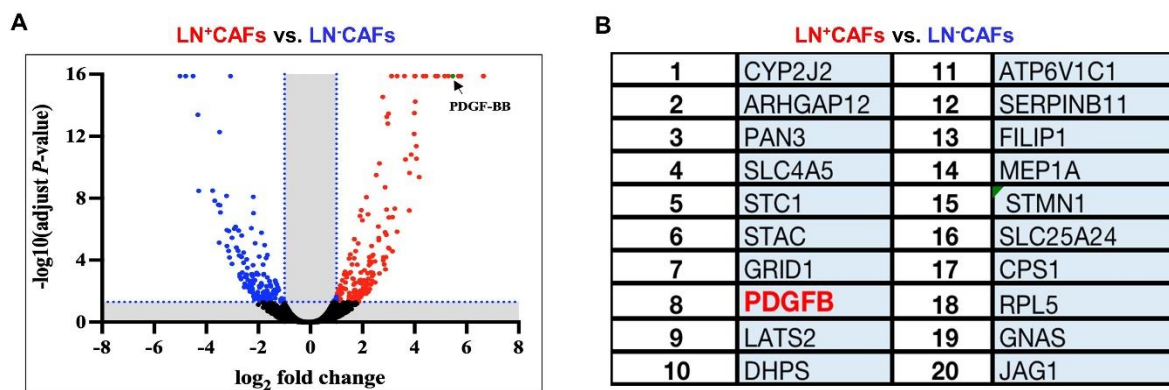 A
LN⁺CAFs vs. LN⁻CAFs
16
12
8
4
0
-log10(adjust P-value)
PDGF-BB
-8 -6 -4 -2 0 2 4 6 8
log₂ fold change
B
LN⁺CAFs vs. LN⁻CAFs
1 CYP2J2 11 ATP6V1C1
2 ARHGAP12 12 SERPINB11
3 PAN3 13 FILIP1
4 SLC4A5 14 MEP1A
5 STC1 15 STMN1
6 STAC 16 SLC25A24
7 GRID1 17 CPS1
8 PDGFB 18 RPL5
9 LATS2 19 GNAS
10 DHPS 20 JAG1